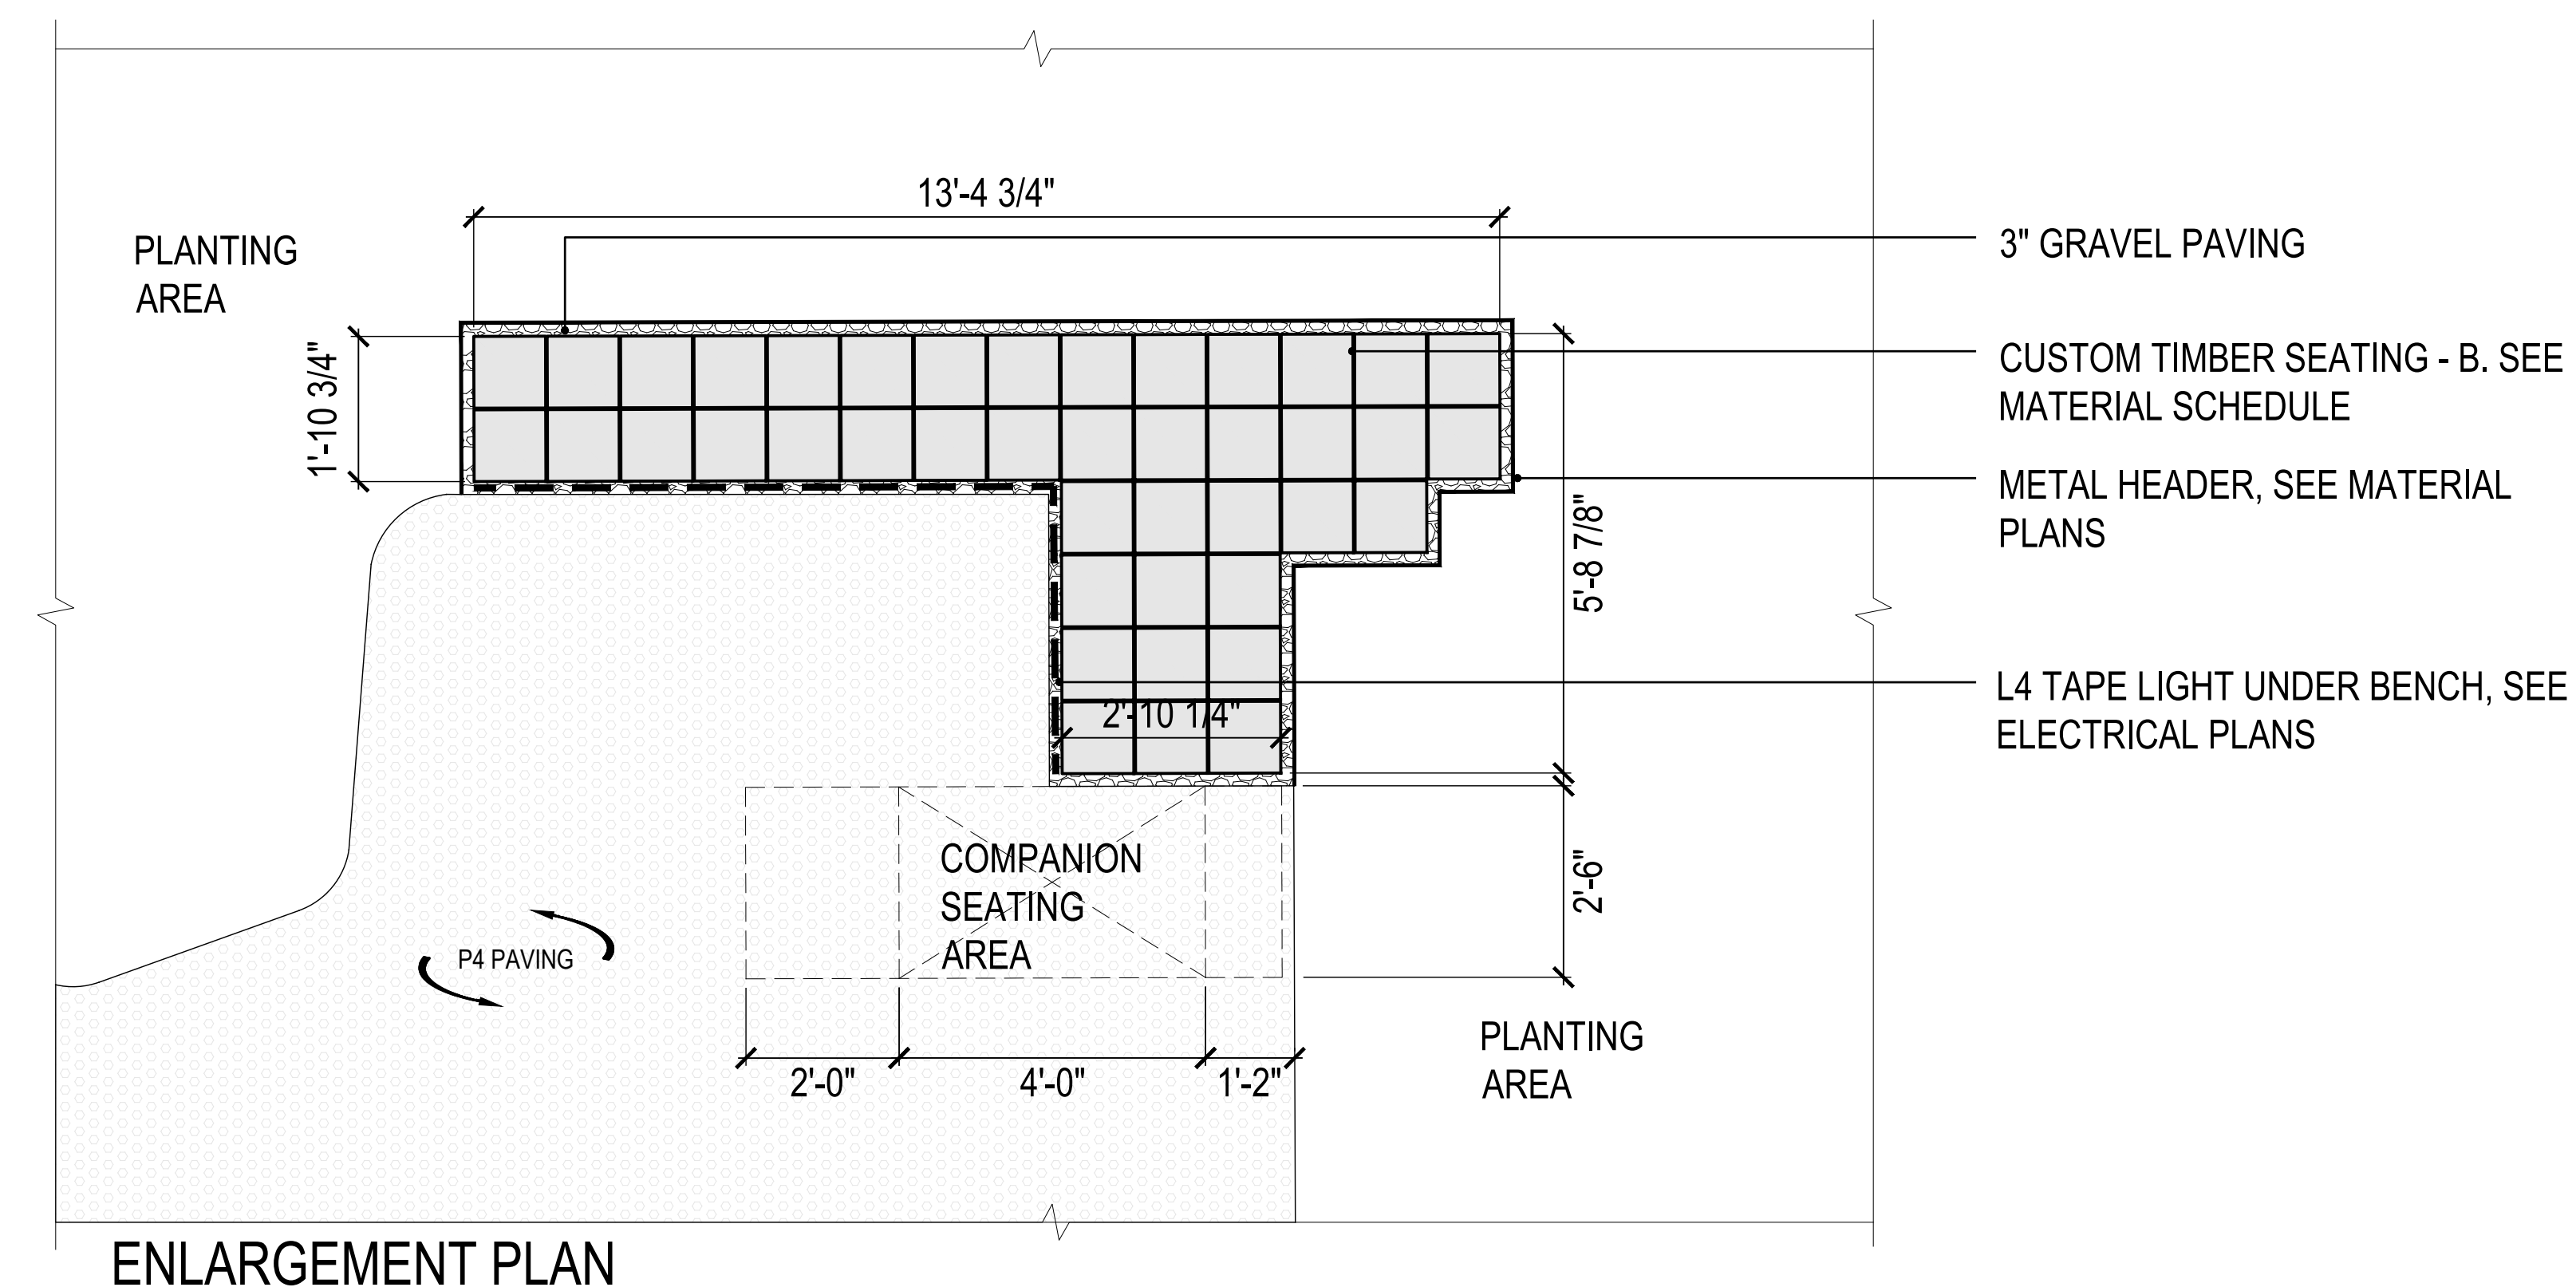 13'-4 3/4"
PLANTING
AREA
3" GRAVEL PAVING
1'-10 3/4"
CUSTOM TIMBER SEATING - B. SEE
MATERIAL SCHEDULE
METAL HEADER, SEE MATERIAL
PLANS
5'-8 7/8"
L4 TAPE LIGHT UNDER BENCH, SEE
ELECTRICAL PLANS
2'-10 1/4"
COMPANION
SEATING
AREA
2'-6"
P4 PAVING
PLANTING
AREA
2'-0"
4'-0"
1'-2"
ENLARGEMENT PLAN